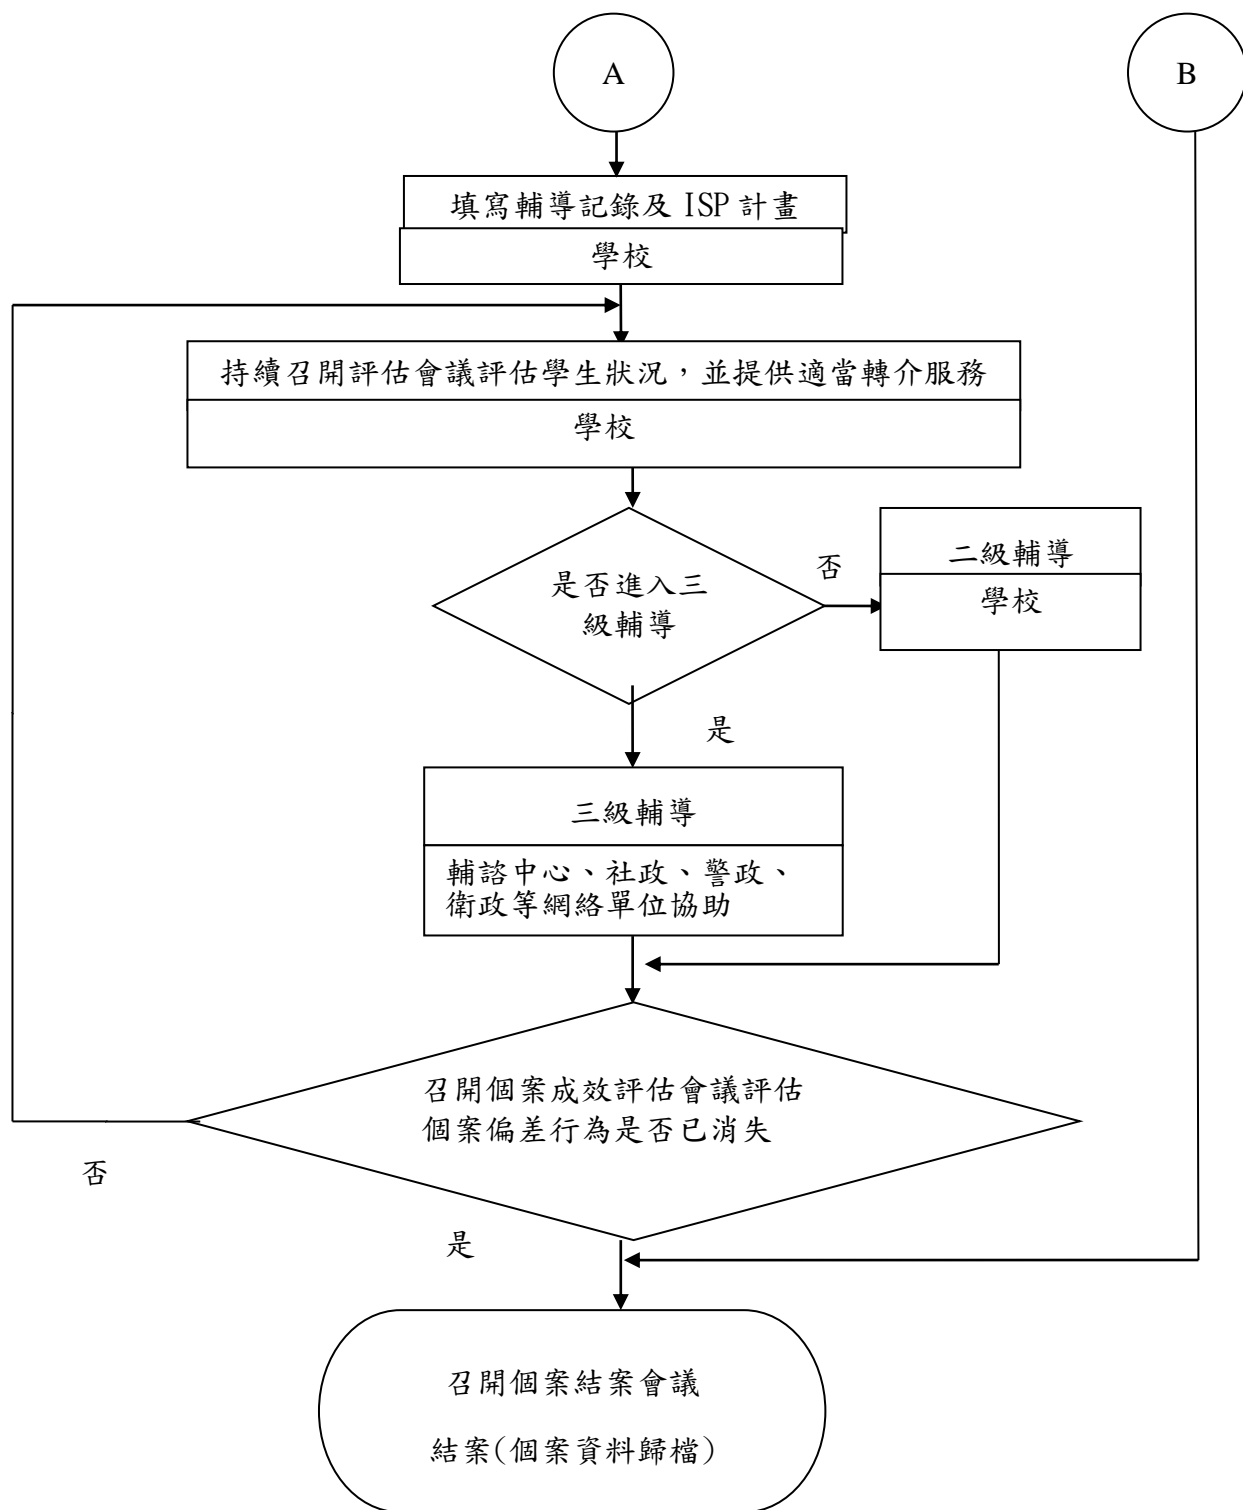 A
B
填寫輔導記錄及 ISP 計畫
學校
持續召開評估會議評估學生狀況，並提供適當轉介服務
學校
是否進入三
級輔導
否
二級輔導
學校
是
三級輔導
輔諮中心、社政、警政、
衛政等網絡單位協助
召開個案成效評估會議評估
個案偏差行為是否已消失
否
是
召開個案結案會議
結案(個案資料歸檔)